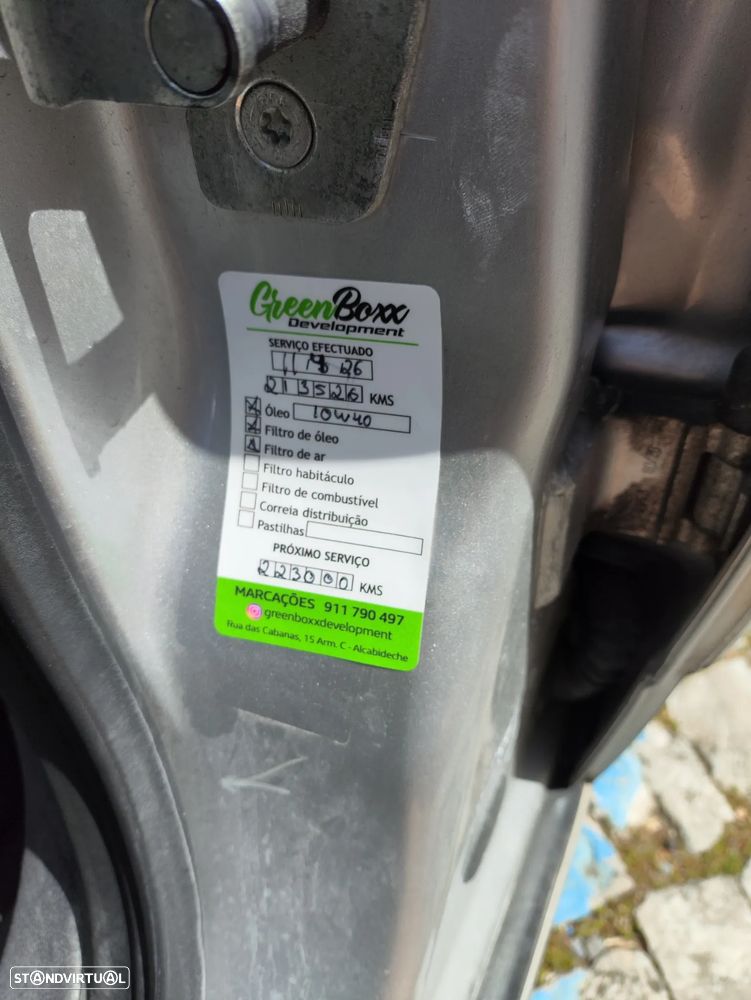 GreenBoxx
Development
SERVIÇO EFECTUADO
26
213526 KMS
Óleo 10W40
Filtro de óleo
Filtro de ar
Filtro habitáculo
Filtro de combustível
Correia distribuição
Pastilhas
PRÓXIMO SERVIÇO
223000 KMS
MARCAÇÕES 911 790 497
greenboxxdevelopment
Rua das Cabanas, 15 Arm. C - Alcabideche
STANDVIRTUAL